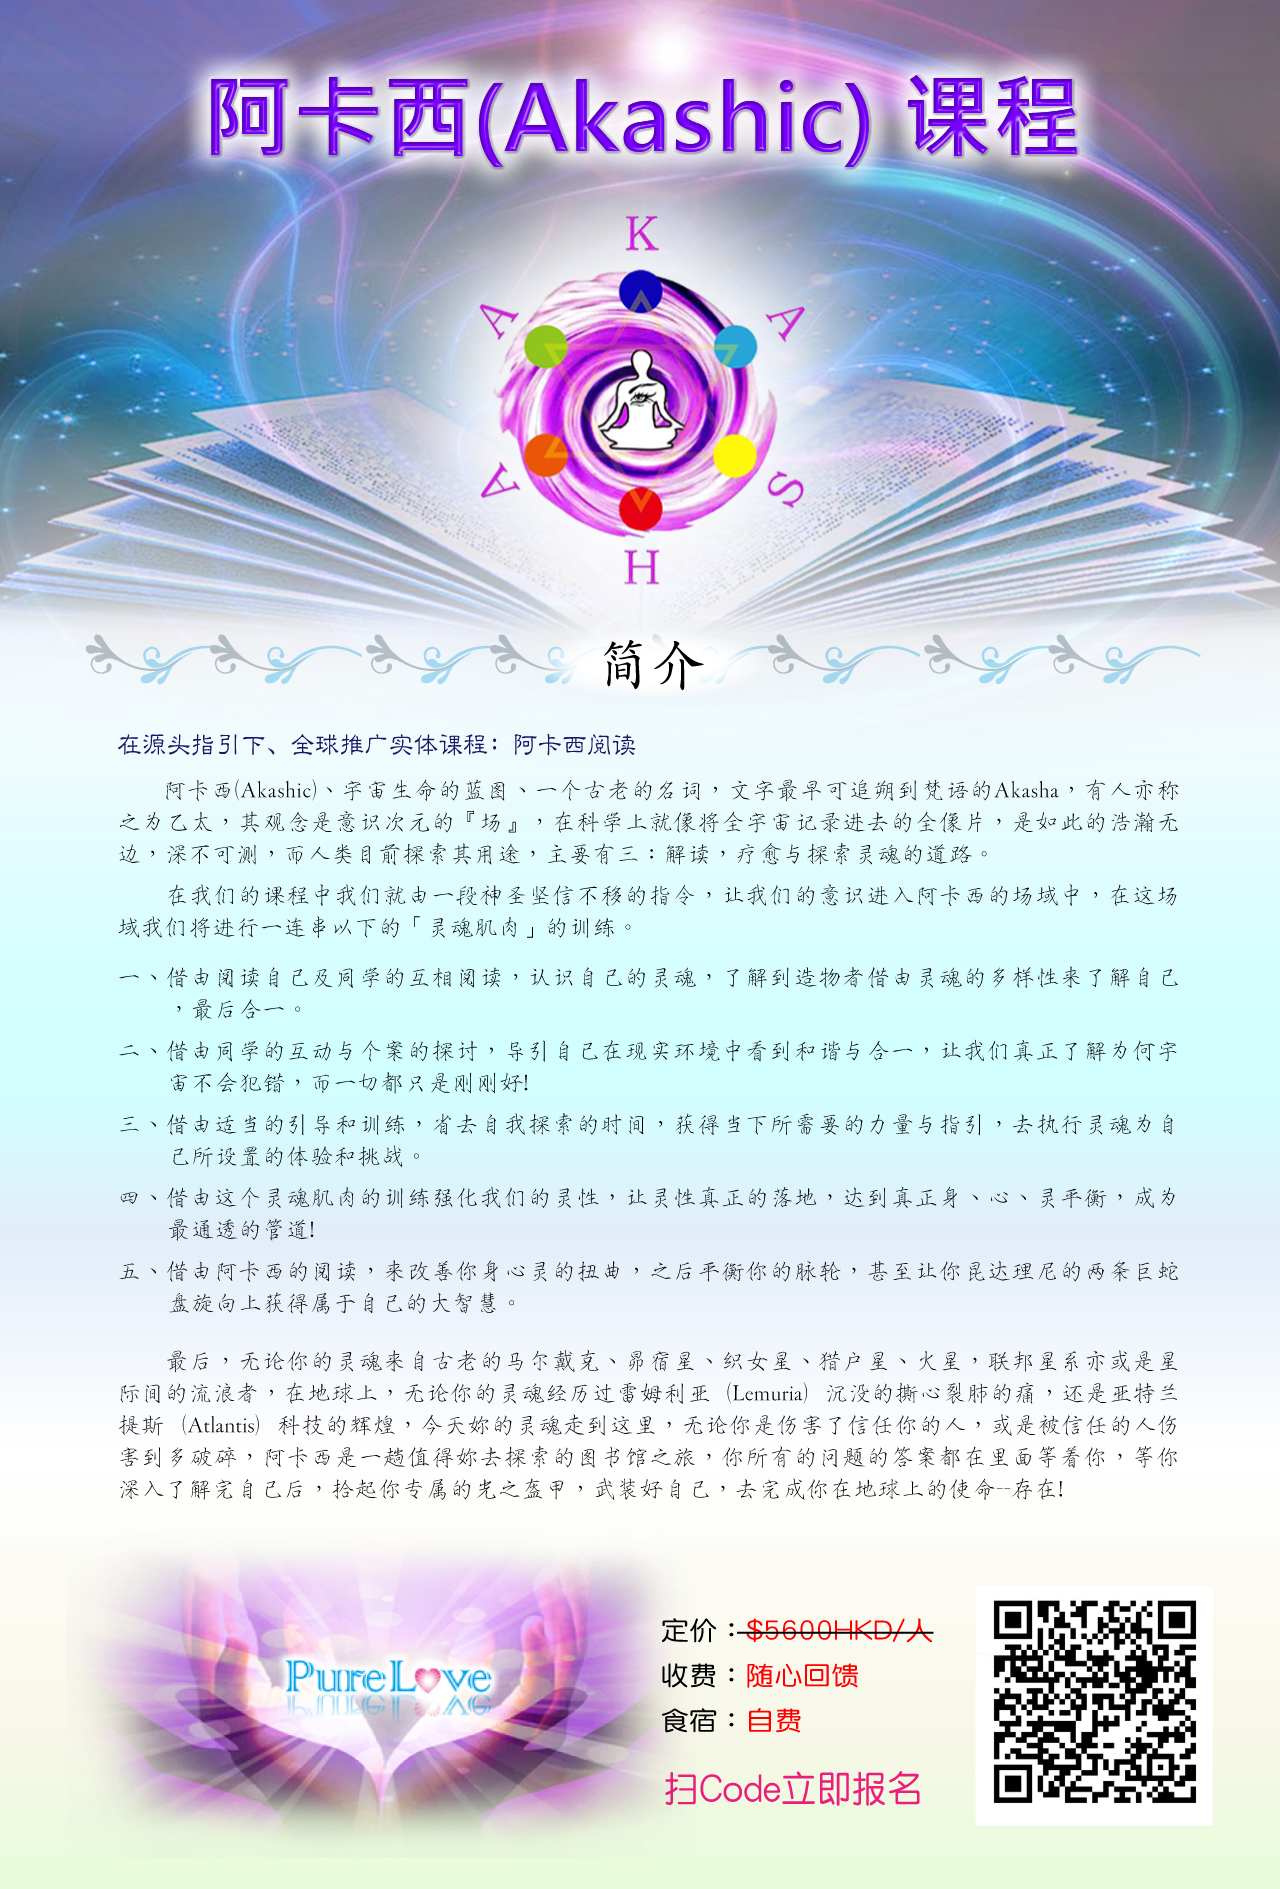 阿卡西(Akashic) 课程
K
A
A
A
S
H
简介
在源头指引下、全球推广实体课程：阿卡西阅读
阿卡西(Akashic)、宇宙生命的蓝图、一个古老的名词，文字最早可追朔到梵语的Akasha，有人亦称
之为乙太，其观念是意识次元的『场』，在科学上就像将全宇宙记录进去的全像片，是如此的浩瀚无
边，深不可测，而人类目前探索其用途，主要有三：解读，疗愈与探索灵魂的道路。
在我们的课程中我们就由一段神圣坚信不移的指令，让我们的意识进入阿卡西的场域中，在这场
域我们将进行一连串以下的「灵魂肌肉」的训练。
一、借由阅读自己及同学的互相阅读，认识自己的灵魂，了解到造物者借由灵魂的多样性来了解自己
，最后合一。
二、借由同学的互动与个案的探讨，导引自己在现实环境中看到和谐与合一，让我们真正了解为何宇
宙不会犯错，而一切都只是刚刚好!
三、借由适当的引导和训练，省去自我探索的时间，获得当下所需要的力量与指引，去执行灵魂为自
己所设置的体验和挑战。
四、借由这个灵魂肌肉的训练强化我们的灵性，让灵性真正的落地，达到真正身、心、灵平衡，成为
最通透的管道!
五、借由阿卡西的阅读，来改善你身心灵的扭曲，之后平衡你的脉轮，甚至让你昆达理尼的两条巨蛇
盘旋向上获得属于自己的大智慧。
最后，无论你的灵魂来自古老的马尔戴克、昴宿星、织女星、猎户星、火星，联邦星系亦或是星
际间的流浪者，在地球上，无论你的灵魂经历过雷姆利亚 (Lemuria) 沉没的撕心裂肺的痛，还是亚特兰
提斯 (Atlantis) 科技的辉煌，今天妳的灵魂走到这里，无论你是伤害了信任你的人，或是被信任的人伤
害到多破碎，阿卡西是一趟值得妳去探索的图书馆之旅，你所有的问题的答案都在里面等着你，等你
深入了解完自己后，拾起你专属的光之盔甲，武装好自己，去完成你在地球上的使命--存在!
Pure Love
定价：$5600HKD/人
收费：随心回馈
食宿：自费
扫Code立即报名